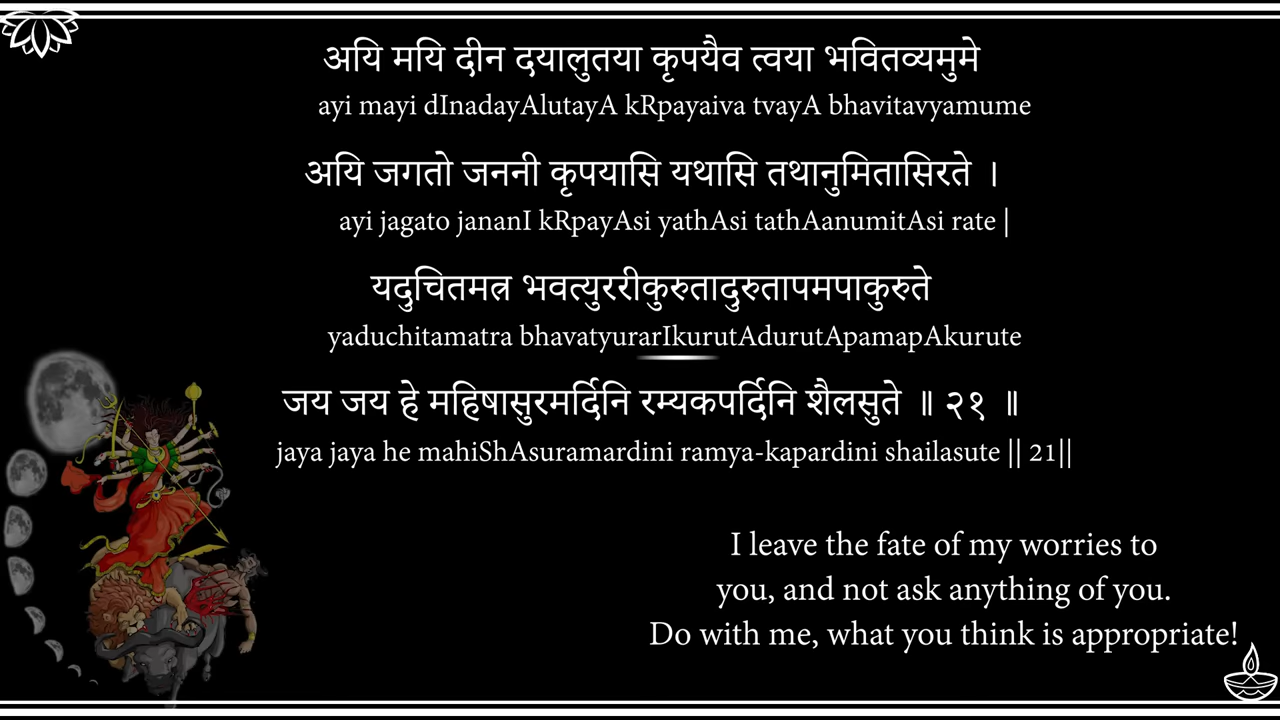 अयि मयि दीन दयालुतया कृपयैव त्वया भवितव्यमुमे
ayi mayi dInadayAlutayA kRpayaiva tvayA bhavitavyamume
अयि जगतो जननी कृपयासि यथासि तथानुमितासिरते ।
ayi jagato jananI kRpayAsi yathAsi tathAanumitAsi rate |
यदुचितमत्र भवत्युररीकुरुतादुरुतापमपाकुरुते
yaduchitamatra bhavatyurarIkurutAdurutApamapAkurute
जय जय हे महिषासुरमर्दिनि रम्यकपर्दिनि शैलसुते ॥ २१ ॥
jaya jaya he mahiShAsuramardini ramya-kapardini shailasute || 21||
I leave the fate of my worries to
you, and not ask anything of you.
Do with me, what you think is appropriate!